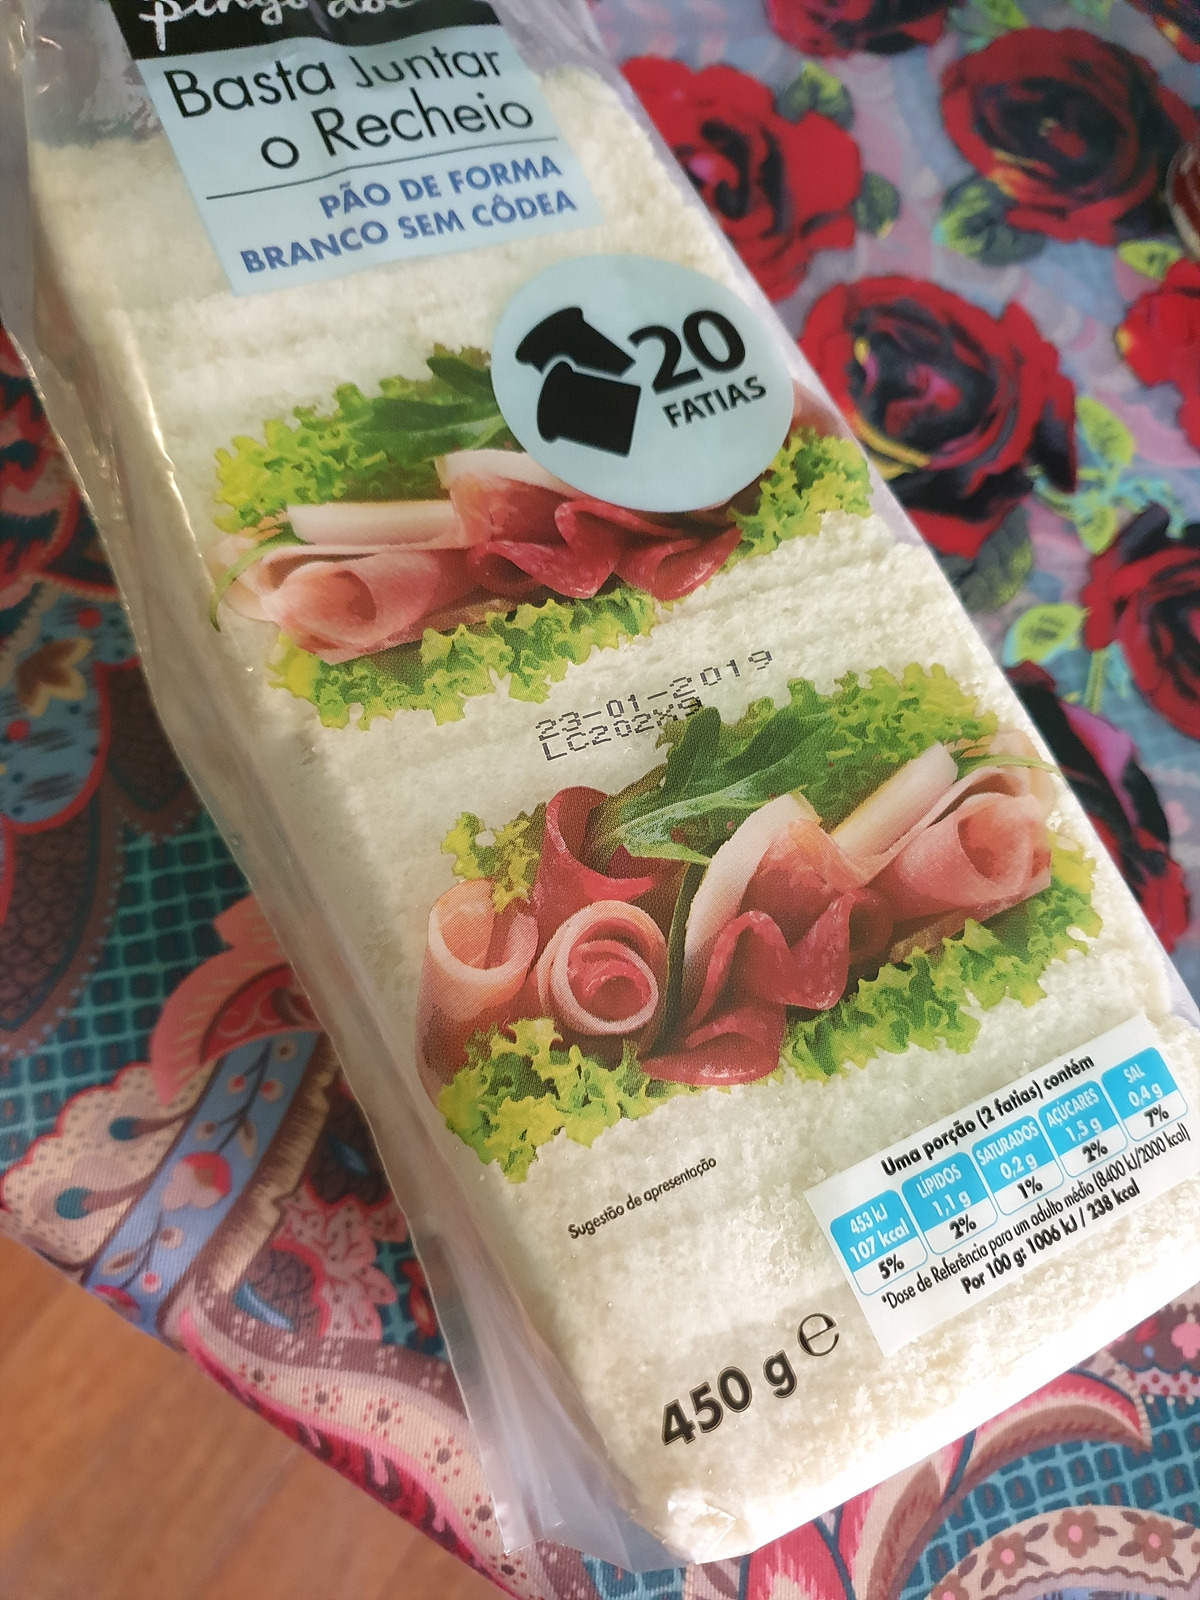 pingo doce
Basta Juntar
o Recheio
PÃO DE FORMA
BRANCO SEM CÔDEA
20
FATIAS
23-01-2019
LC202X9
Sugestão de apresentação
Uma porção (2 fatias) contém
453 kJ
107 kcal
5%
LÍPIDOS
1,1 g
2%
SATURADOS
0,2 g
1%
AÇÚCARES
1,5 g
2%
SAL
0,4 g
7%
*Dose de Referência para um adulto médio (8400 kJ/2000 kcal)
Por 100 g: 1006 kJ / 238 kcal
450 g e